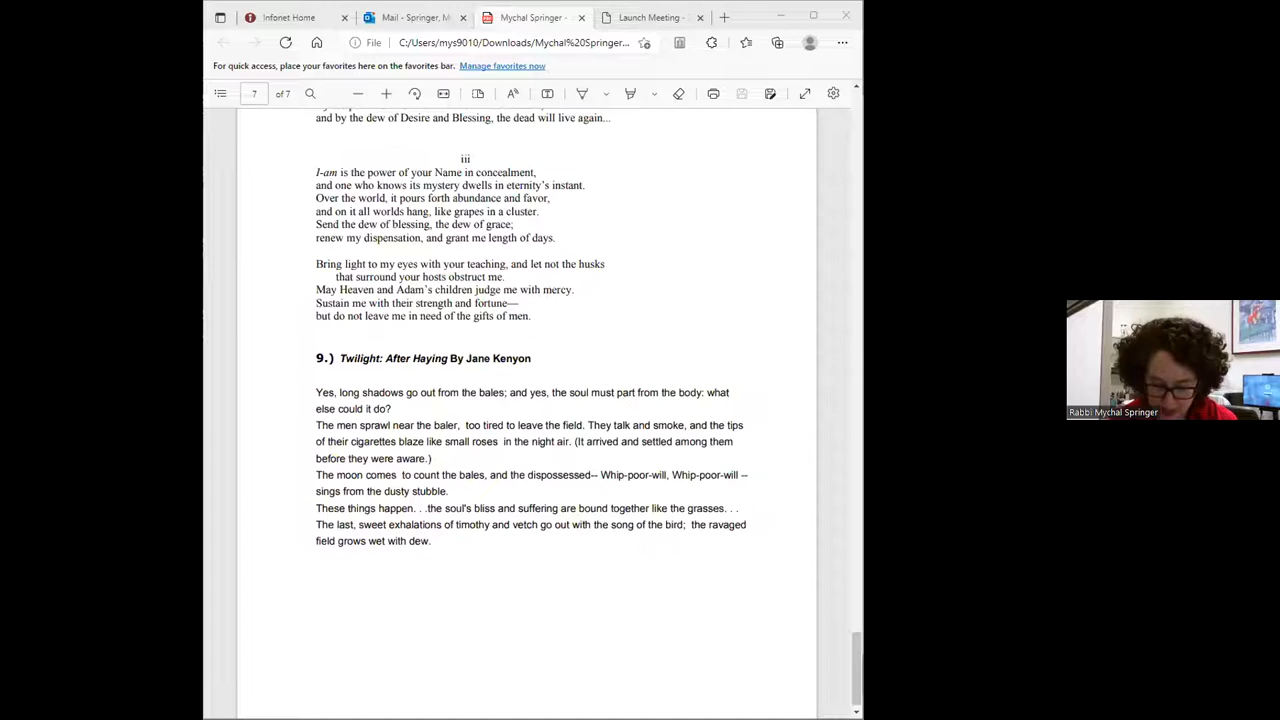 Infonet Home
Mail - Springer, M
Mychal Springer -
Launch Meeting -
File
C:/Users/mys9010/Downloads/Mychal%20Springer...
For quick access, place your favorites here on the favorites bar. Manage favorites now
7 of 7
and by the dew of Desire and Blessing, the dead will live again...
iii
I-am is the power of your Name in concealment,
and one who knows its mystery dwells in eternity's instant.
Over the world, it pours forth abundance and favor,
and on it all worlds hang, like grapes in a cluster.
Send the dew of blessing, the dew of grace;
renew my dispensation, and grant me length of days.
Bring light to my eyes with your teaching, and let not the husks
that surround your hosts obstruct me.
May Heaven and Adam's children judge me with mercy.
Sustain me with their strength and fortune—
but do not leave me in need of the gifts of men.
9.) Twilight: After Haying By Jane Kenyon
Yes, long shadows go out from the bales; and yes, the soul must part from the body: what
else could it do?
The men sprawl near the baler, too tired to leave the field. They talk and smoke, and the tips
of their cigarettes blaze like small roses in the night air. (It arrived and settled among them
before they were aware.)
The moon comes to count the bales, and the dispossessed-- Whip-poor-will, Whip-poor-will --
sings from the dusty stubble.
These things happen. . .the soul's bliss and suffering are bound together like the grasses. . .
The last, sweet exhalations of timothy and vetch go out with the song of the bird; the ravaged
field grows wet with dew.
Rabbi Mychal Springer